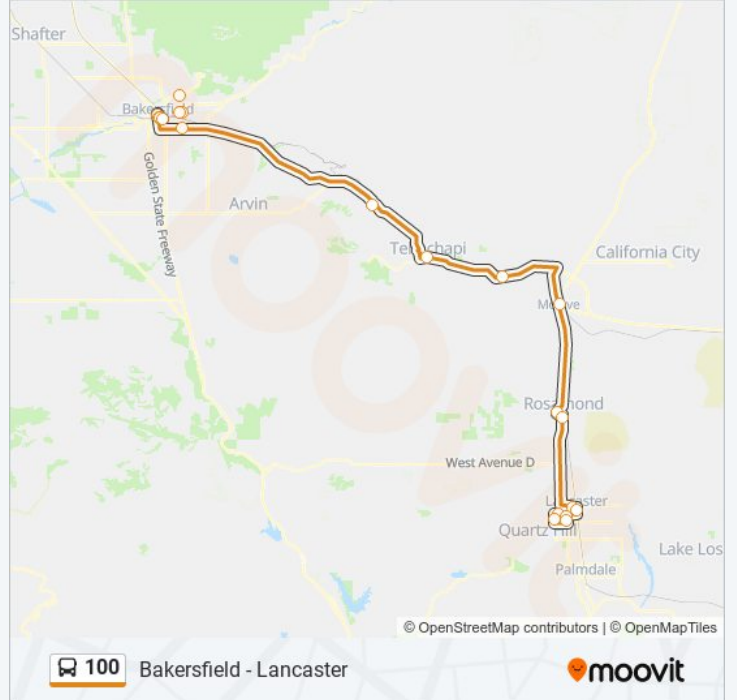 Shafter
Bakersfield
Golden State Freeway
Arvin
Tehachapi
California City
Mojave
Rosamond
West Avenue D
Lancaster
Quartz Hill
Lake Los
Palmdale
© OpenStreetMap contributors | © OpenMapTiles
100 Bakersfield - Lancaster
moovit